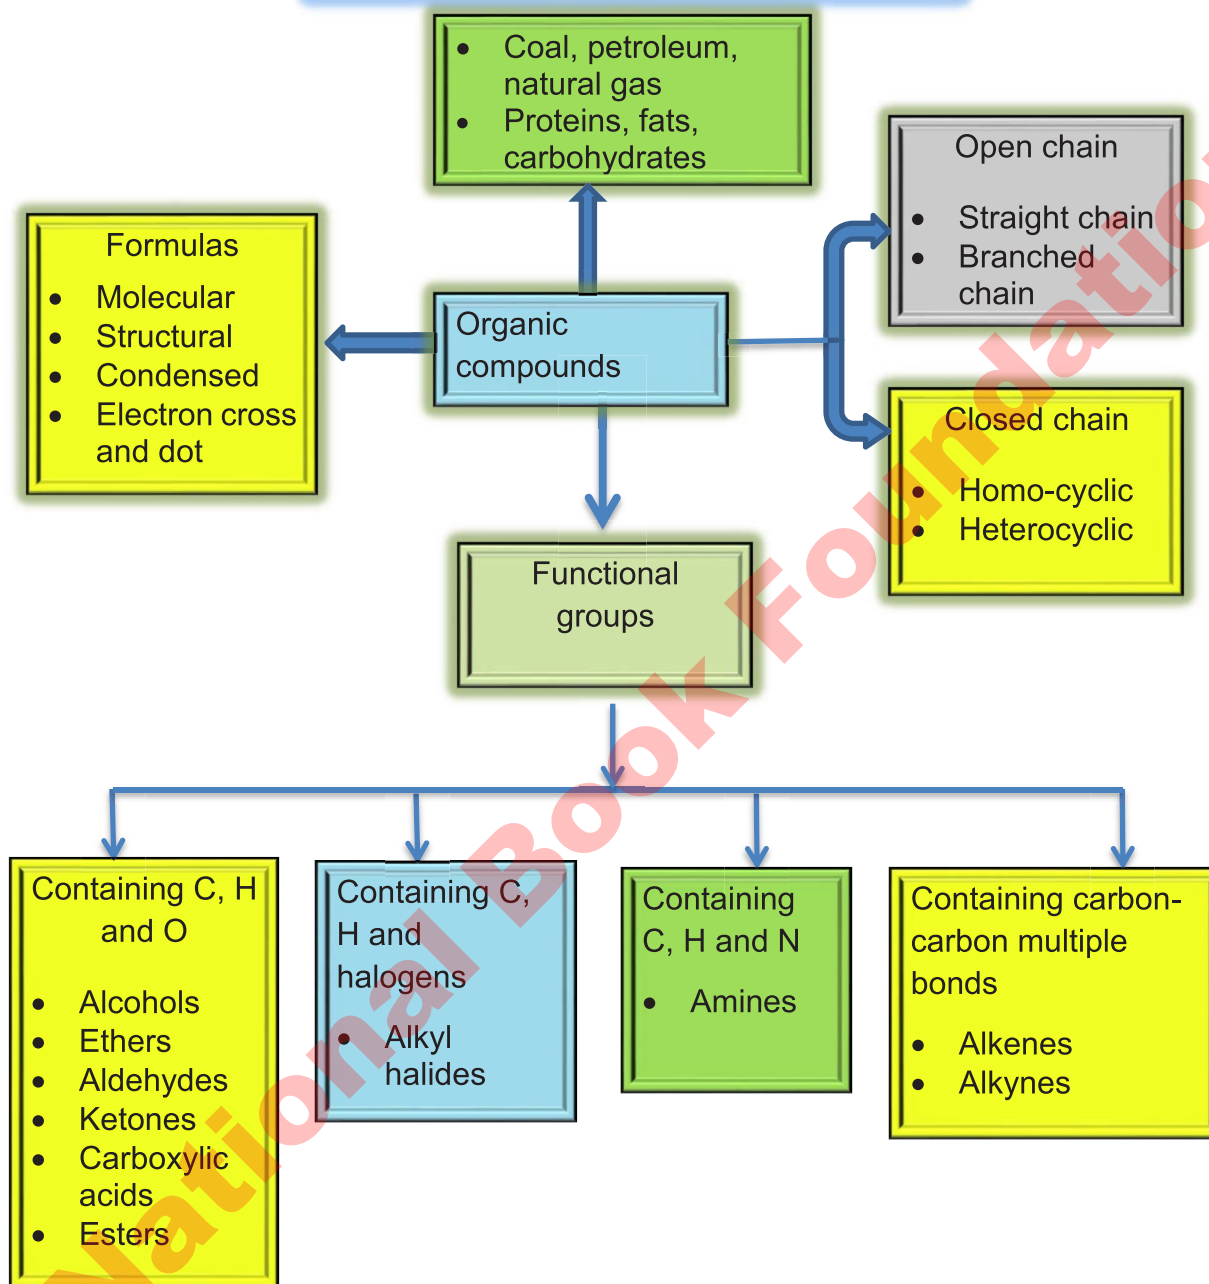 • Coal, petroleum,
natural gas
• Proteins, fats,
carbohydrates
Open chain
• Straight chain
• Branched
chain
Formulas
• Molecular
• Structural
• Condensed
• Electron cross
and dot
Organic
compounds
Closed chain
• Homo-cyclic
• Heterocyclic
Functional
groups
Containing C, H
and O
• Alcohols
• Ethers
• Aldehydes
• Ketones
• Carboxylic
acids
• Esters
Containing C,
H and
halogens
• Alkyl
halides
Containing
C, H and N
• Amines
Containing carbon-
carbon multiple
bonds
• Alkenes
• Alkynes
National Book Foundation